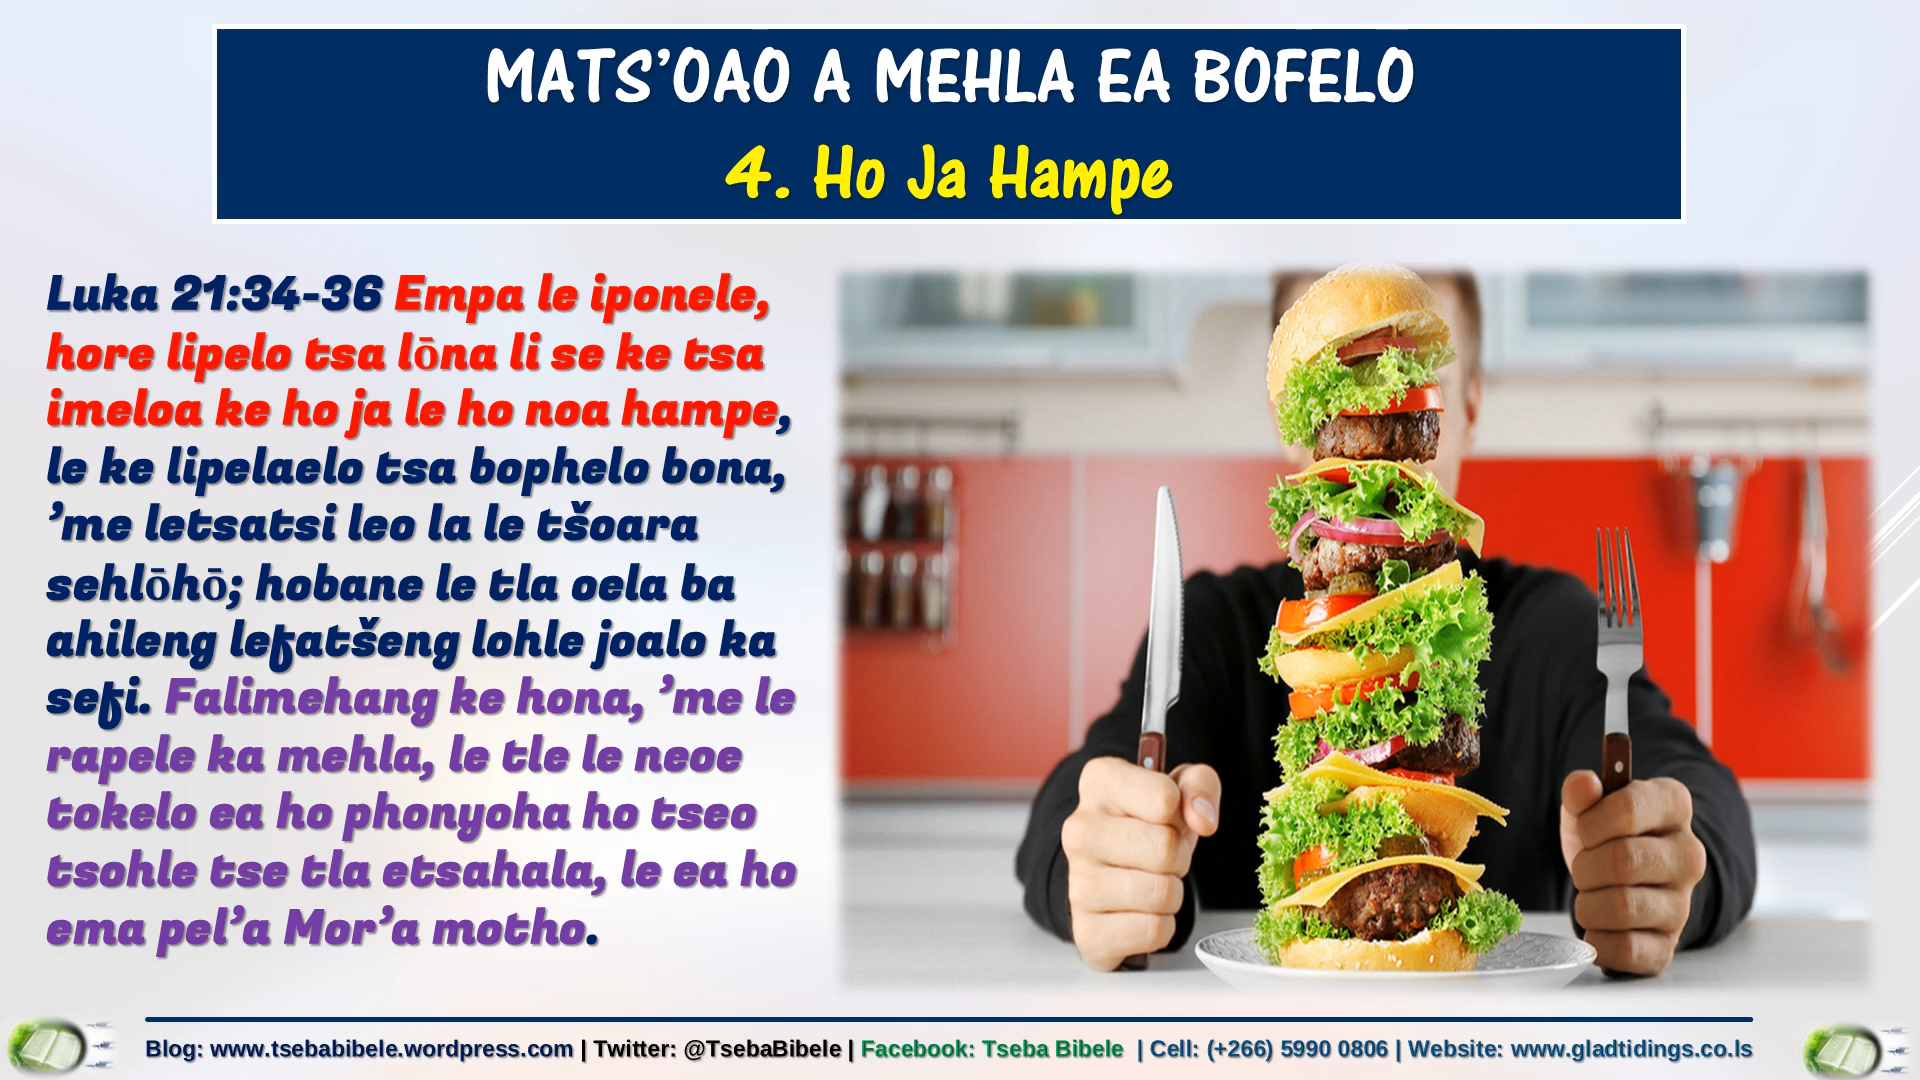 MATS’OAO A MEHLA EA BOFELO
4. Ho Ja Hampe
Luka 21:34-36 Empa le iponele,
hore lipelo tsa lōna li se ke tsa
imeloa ke ho ja le ho noa hampe,
le ke lipelaelo tsa bophelo bona,
’me letsatsi leo la le tšoara
sehlōhō; hobane le tla oela ba
ahileng lefatšeng lohle joalo ka
sefi. Falimehang ke hona, ’me le
rapele ka mehla, le tle le neoe
tokelo ea ho phonyoha ho tseo
tsohle tse tla etsahala, le ea ho
ema pel’a Mor’a motho.
Blog: www.tsebabibele.wordpress.com | Twitter: @TsebaBibele | Facebook: Tseba Bibele | Cell: (+266) 5990 0806 | Website: www.gladtidings.co.ls